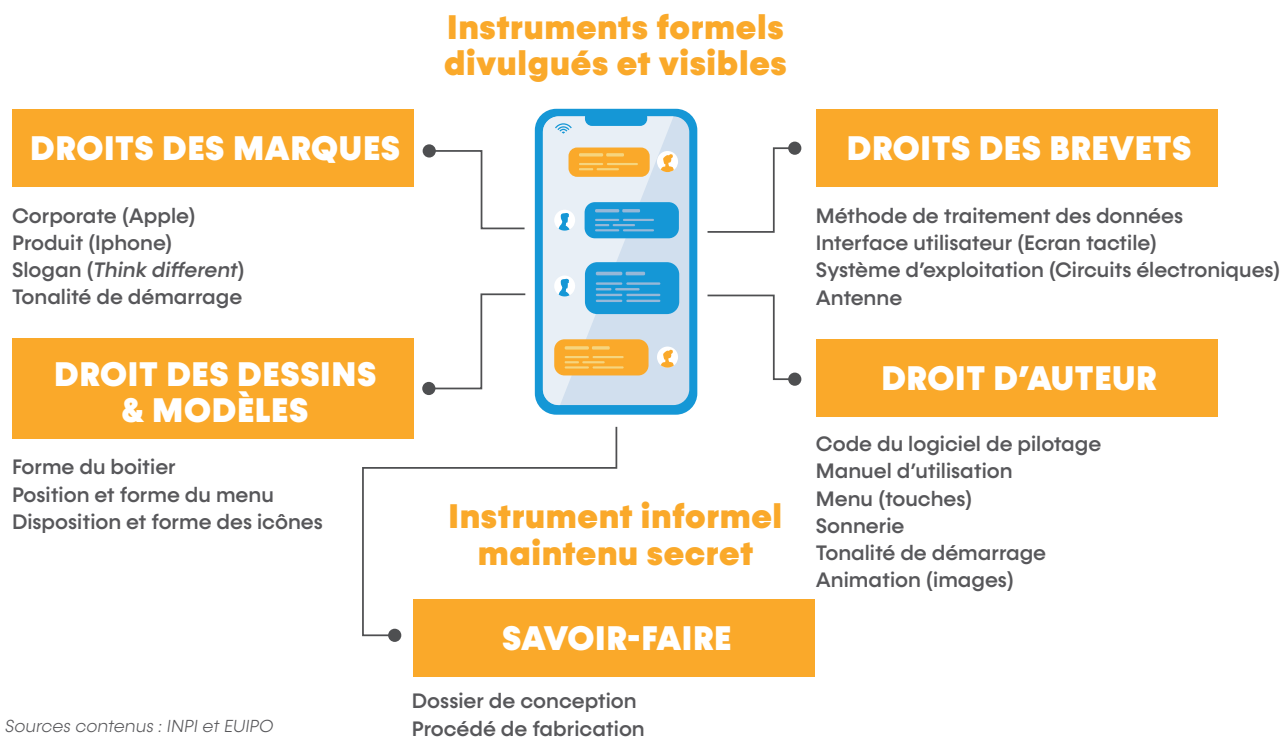 Instruments formels
divulgués et visibles
DROITS DES MARQUES
Corporate (Apple)
Produit (Iphone)
Slogan (Think different)
Tonalité de démarrage
DROITS DES BREVETS
Méthode de traitement des données
Interface utilisateur (Ecran tactile)
Système d’exploitation (Circuits électroniques)
Antenne
DROIT DES DESSINS
& MODÈLES
Forme du boitier
Position et forme du menu
Disposition et forme des icônes
DROIT D’AUTEUR
Code du logiciel de pilotage
Manuel d’utilisation
Menu (touches)
Sonnerie
Tonalité de démarrage
Animation (images)
Instrument informel
maintenu secret
SAVOIR-FAIRE
Dossier de conception
Procédé de fabrication
Sources contenus : INPI et EUIPO